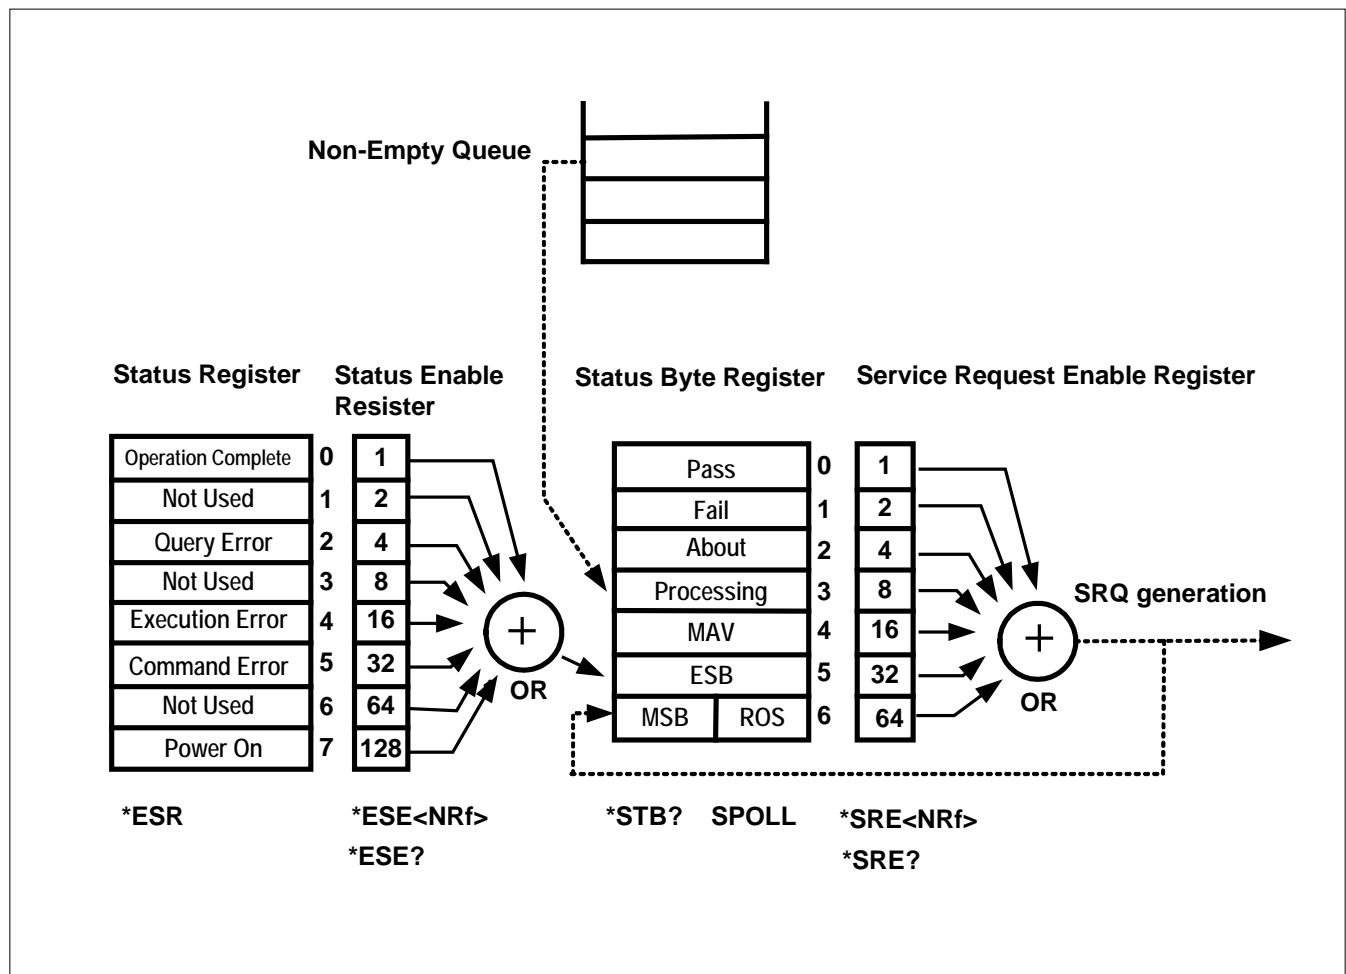 Non-Empty Queue
Status Register
Status Enable
Resister
Status Byte Register
Service Request Enable Register
Operation Complete 0 1
Not Used 1 2
Query Error 2 4
Not Used 3 8
Execution Error 4 16
Command Error 5 32
Not Used 6 64
Power On 7 128
+
OR
Pass 0 1
Fail 1 2
About 2 4
Processing 3 8
MAV 4 16
ESB 5 32
MSB ROS 6 64
+
OR
SRQ generation
*ESR
*ESE<NRf>
*ESE?
*STB? SPOLL
*SRE<NRf>
*SRE?